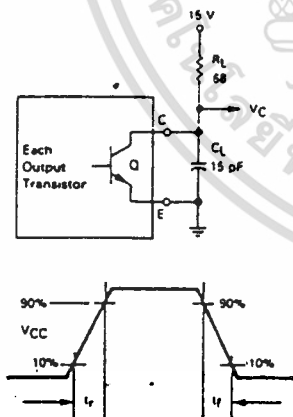 15 V
RL
68
C
VC
Each
Output
Transistor
Q
CL
15 pF
E
90%
90%
VCC
10%
10%
tr
tf